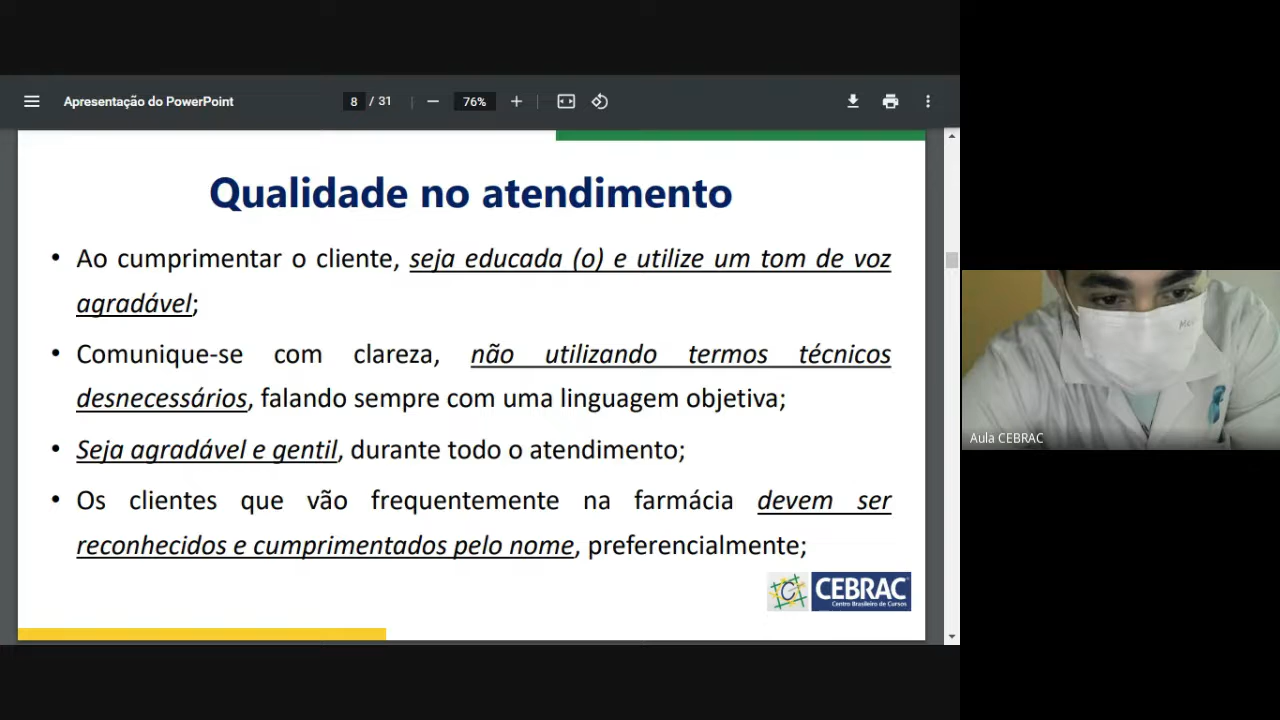 Apresentação do PowerPoint
8 / 31
76%
Qualidade no atendimento
• Ao cumprimentar o cliente, seja educada (o) e utilize um tom de voz
agradável;
• Comunique-se com clareza, não utilizando termos técnicos
desnecessários, falando sempre com uma linguagem objetiva;
• Seja agradável e gentil, durante todo o atendimento;
• Os clientes que vão frequentemente na farmácia devem ser
reconhecidos e cumprimentados pelo nome, preferencialmente;
C CEBRAC
Centro Brasileiro de Cursos
Aula CEBRAC